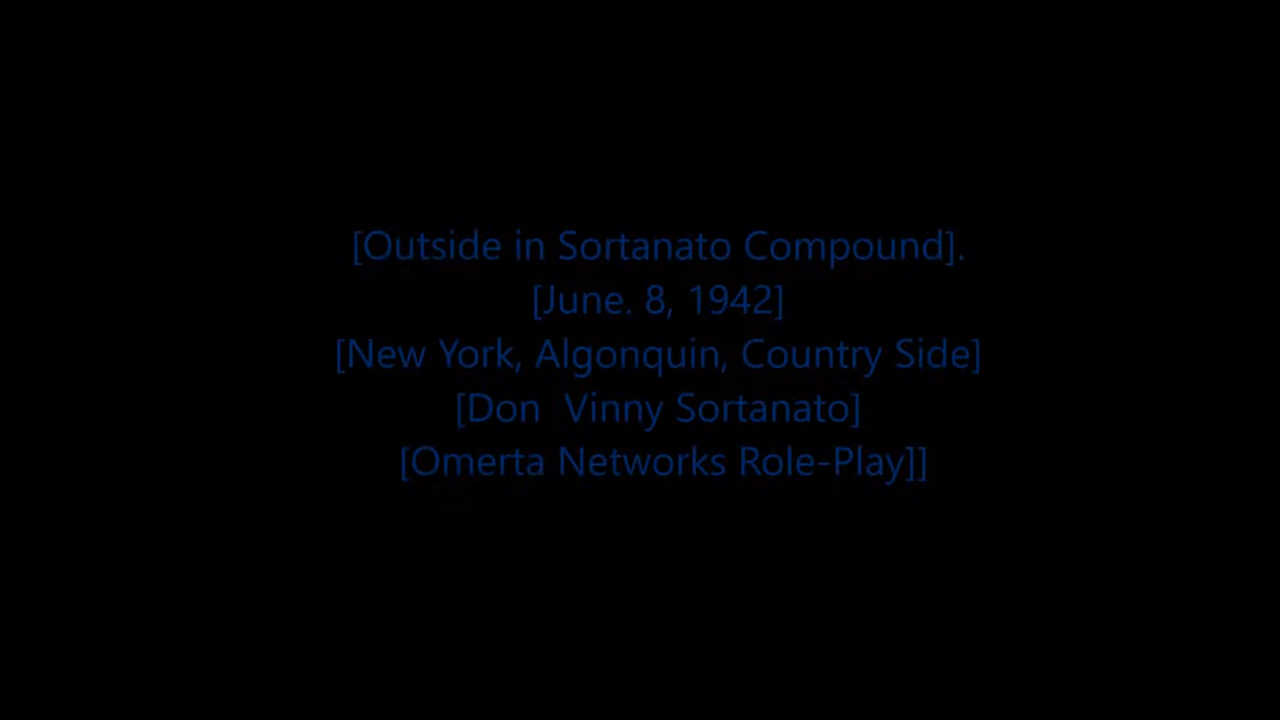 [Outside in Sortanato Compound].
[June. 8, 1942]
[New York, Algonquin, Country Side]
[Don  Vinny Sortanato]
[Omerta Networks Role-Play]]